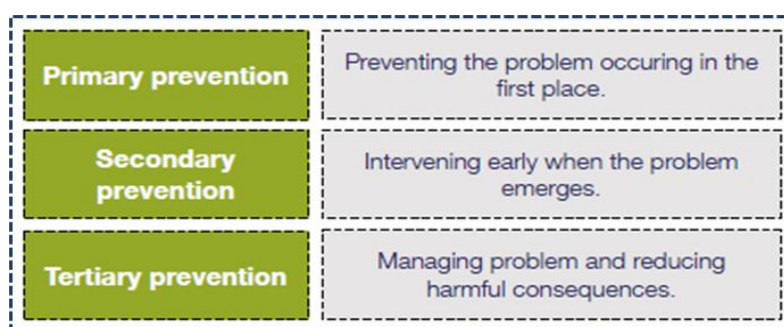 Primary prevention
Preventing the problem occuring in the
first place.
Secondary
prevention
Intervening early when the problem
emerges.
Tertiary prevention
Managing problem and reducing
harmful consequences.